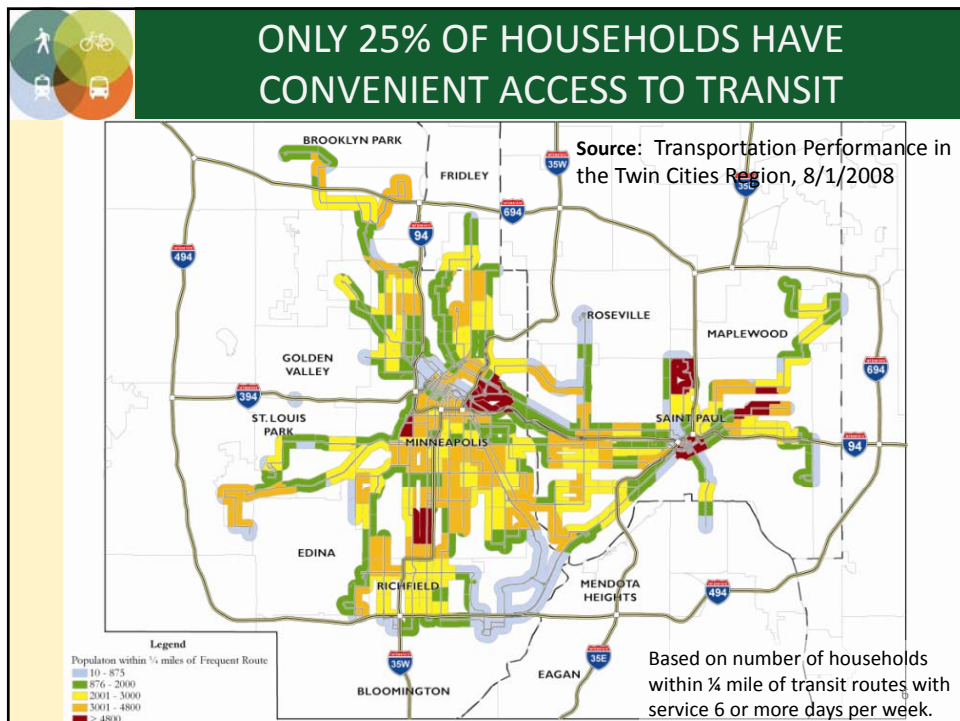 ONLY 25% OF HOUSEHOLDS HAVE
CONVENIENT ACCESS TO TRANSIT
Source: Transportation Performance in
the Twin Cities Region, 8/1/2008
BROOKLYN PARK
FRIDLEY
35W
35E
694
94
494
ROSEVILLE
MAPLEWOOD
GOLDEN
VALLEY
694
394
ST. LOUIS
PARK
SAINT PAUL
MINNEAPOLIS
94
EDINA
RICHFIELD
MENDOTA
HEIGHTS
494
35W
35E
EAGAN
BLOOMINGTON
Legend
Populaton within ¼ miles of Frequent Route
10 - 875
876 - 2000
2001 - 3000
3001 - 4800
> 4800
Based on number of households
within ¼ mile of transit routes with
service 6 or more days per week.